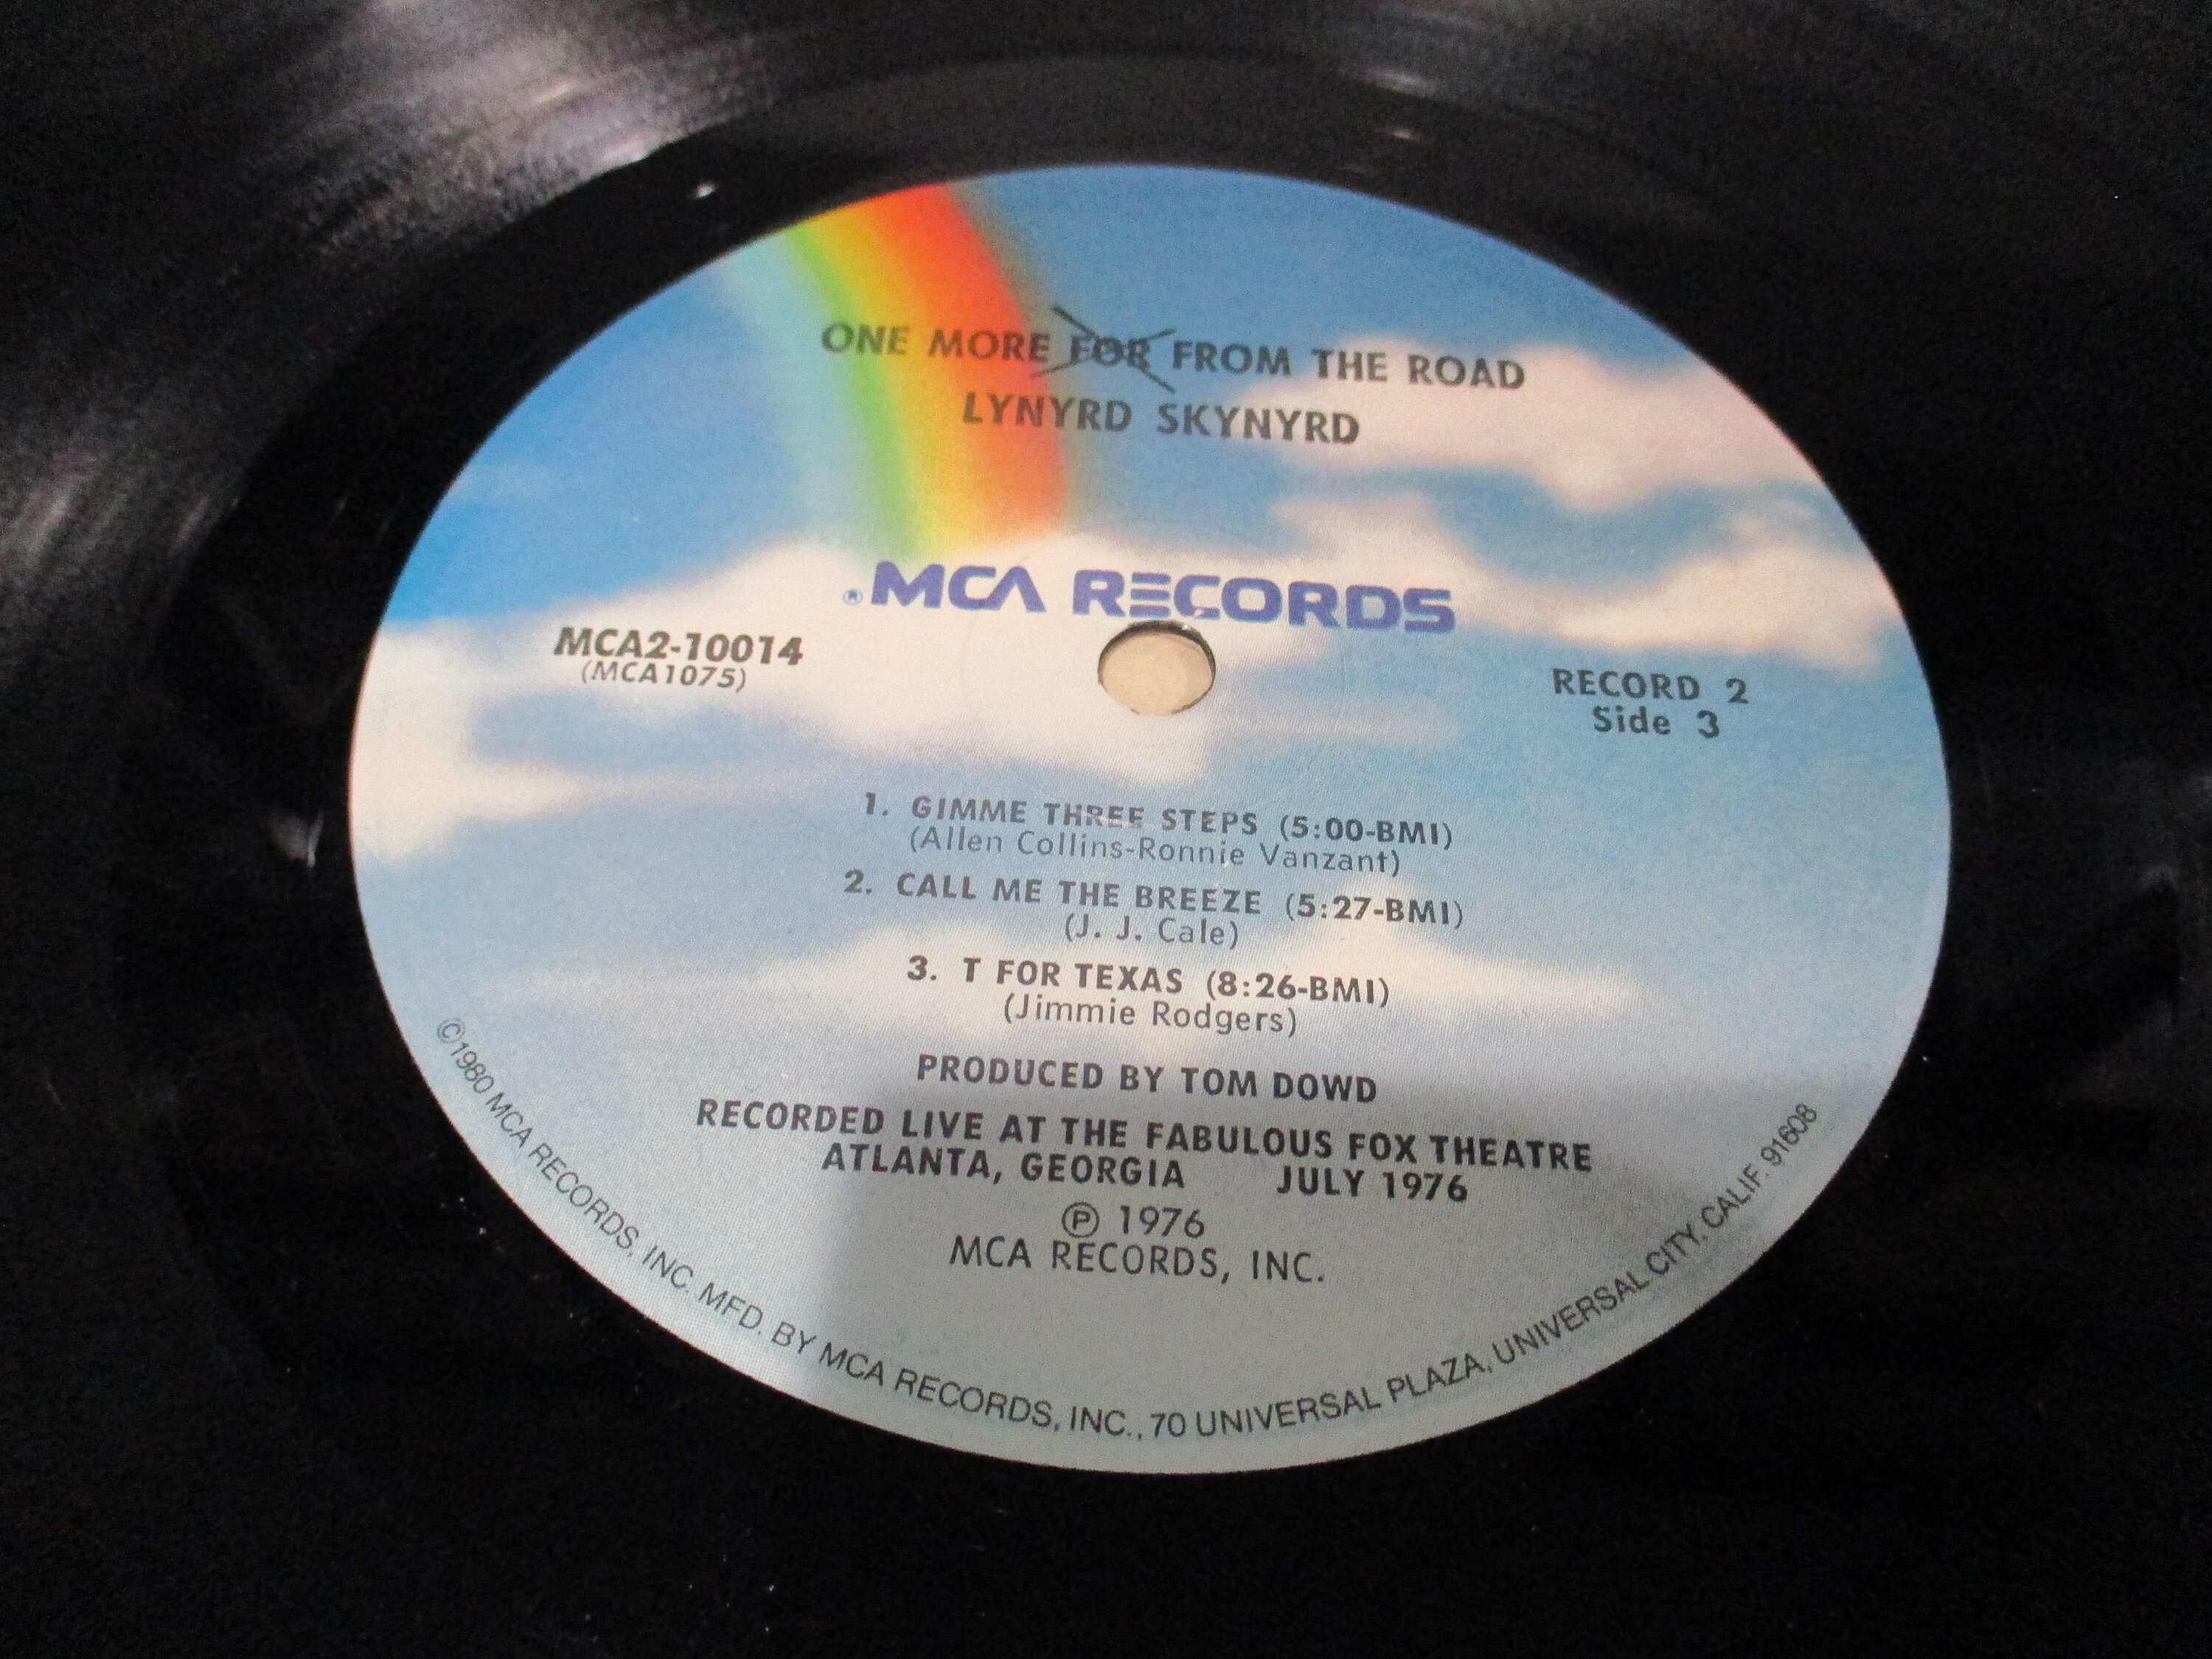 ONE MORE FOR FROM THE ROAD
LYNYRD SKYNYRD
® MCA RECORDS
MCA2-10014
(MCA1075)
RECORD 2
Side 3
1. GIMME THREE STEPS (5:00-BMI)
(Allen Collins-Ronnie Vanzant)
2. CALL ME THE BREEZE (5:27-BMI)
(J. J. Cale)
3. T FOR TEXAS (8:26-BMI)
(Jimmie Rodgers)
PRODUCED BY TOM DOWD
RECORDED LIVE AT THE FABULOUS FOX THEATRE
ATLANTA, GEORGIA JULY 1976
℗ 1976
MCA RECORDS, INC.
©1980 MCA RECORDS, INC. MFD. BY MCA RECORDS, INC., 70 UNIVERSAL PLAZA, UNIVERSAL CITY, CALIF. 91608